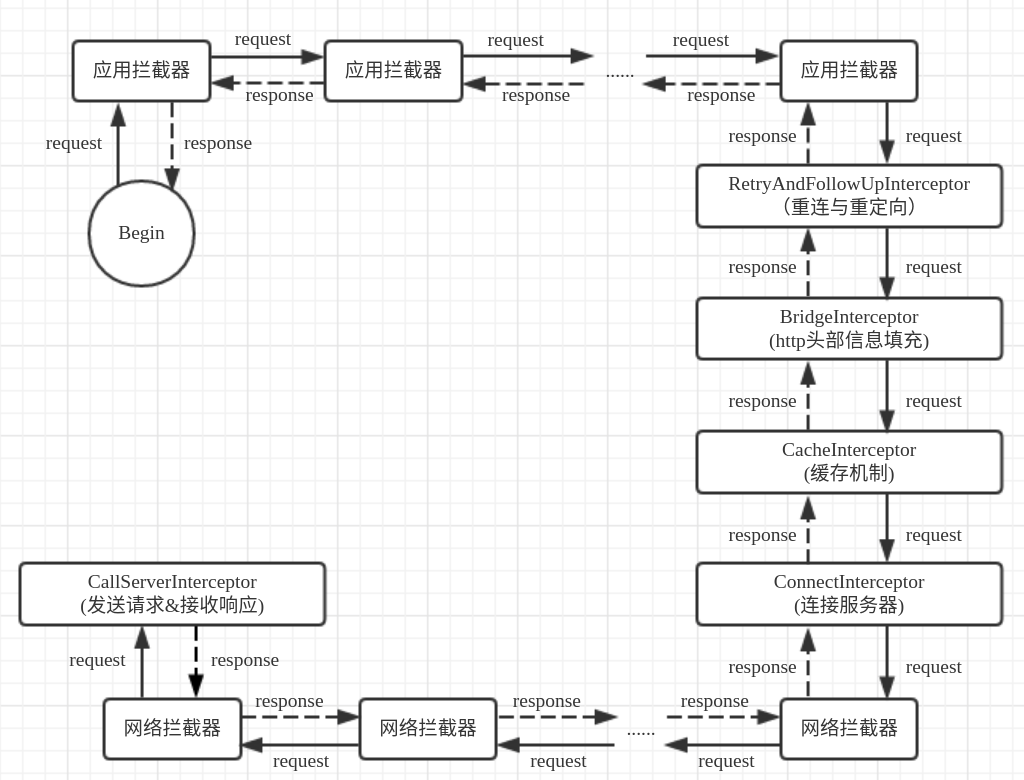 request
request
request
应用拦截器
应用拦截器
......
应用拦截器
response
response
response
request
response
response
request
Begin
RetryAndFollowUpInterceptor
（重连与重定向）
response
request
BridgeInterceptor
(http头部信息填充)
response
request
CacheInterceptor
(缓存机制)
response
request
CallServerInterceptor
(发送请求&接收响应)
ConnectInterceptor
(连接服务器)
request
response
response
request
response
response
response
网络拦截器
网络拦截器
......
网络拦截器
request
request
request